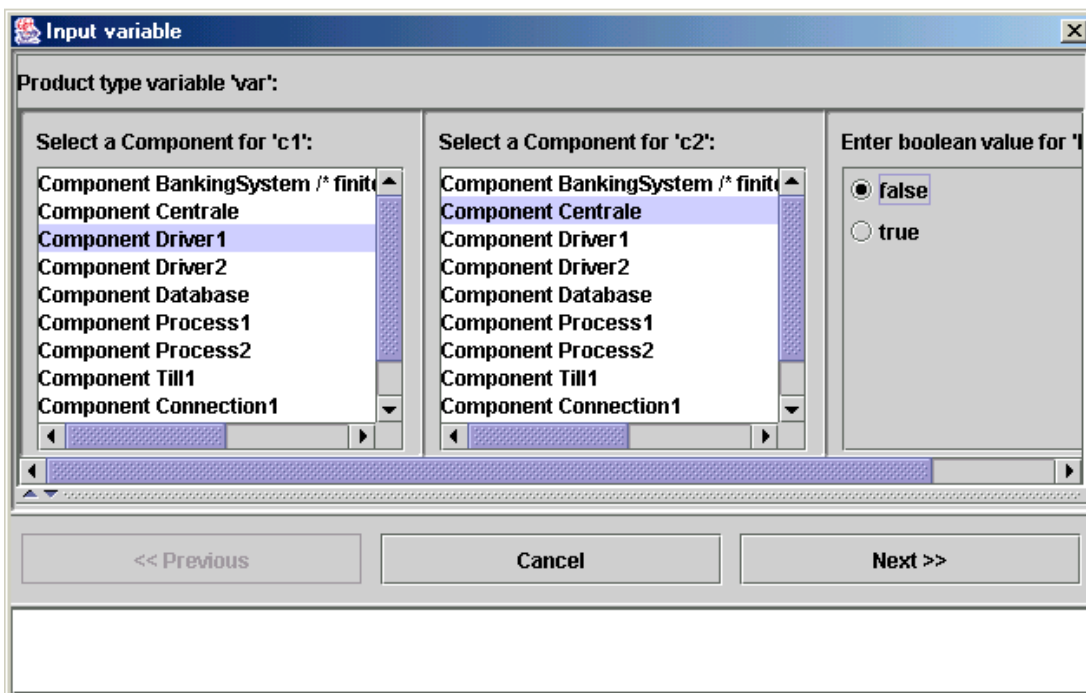 Input variable
Product type variable 'var':
Select a Component for 'c1':
Component BankingSystem /* finit
Component Centrale
Component Driver1
Component Driver2
Component Database
Component Process1
Component Process2
Component Till1
Component Connection1
Select a Component for 'c2':
Component BankingSystem /* finit
Component Centrale
Component Driver1
Component Driver2
Component Database
Component Process1
Component Process2
Component Till1
Component Connection1
Enter boolean value for '
false
true
<< Previous
Cancel
Next >>